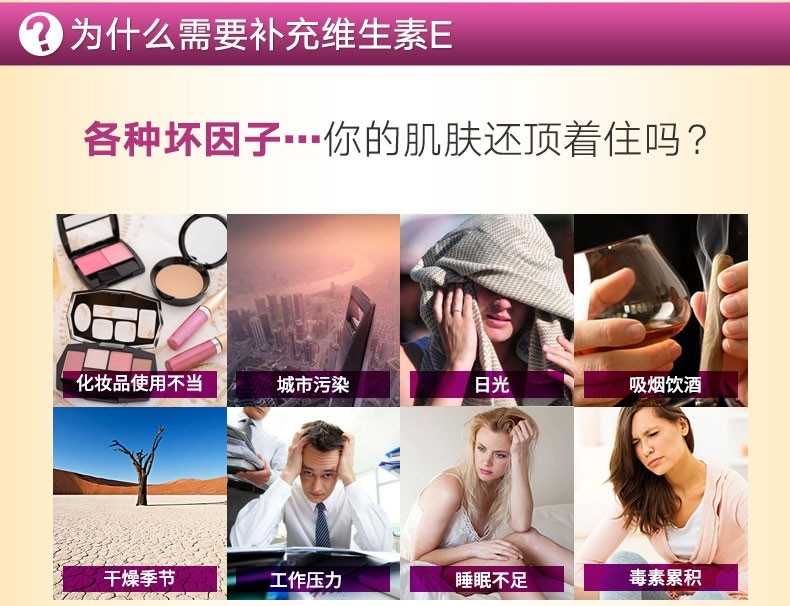 为什么需要补充维生素E
各种坏因子···你的肌肤还顶着住吗？
化妆品使用不当
城市污染
日光
吸烟饮酒
干燥季节
工作压力
睡眠不足
毒素累积